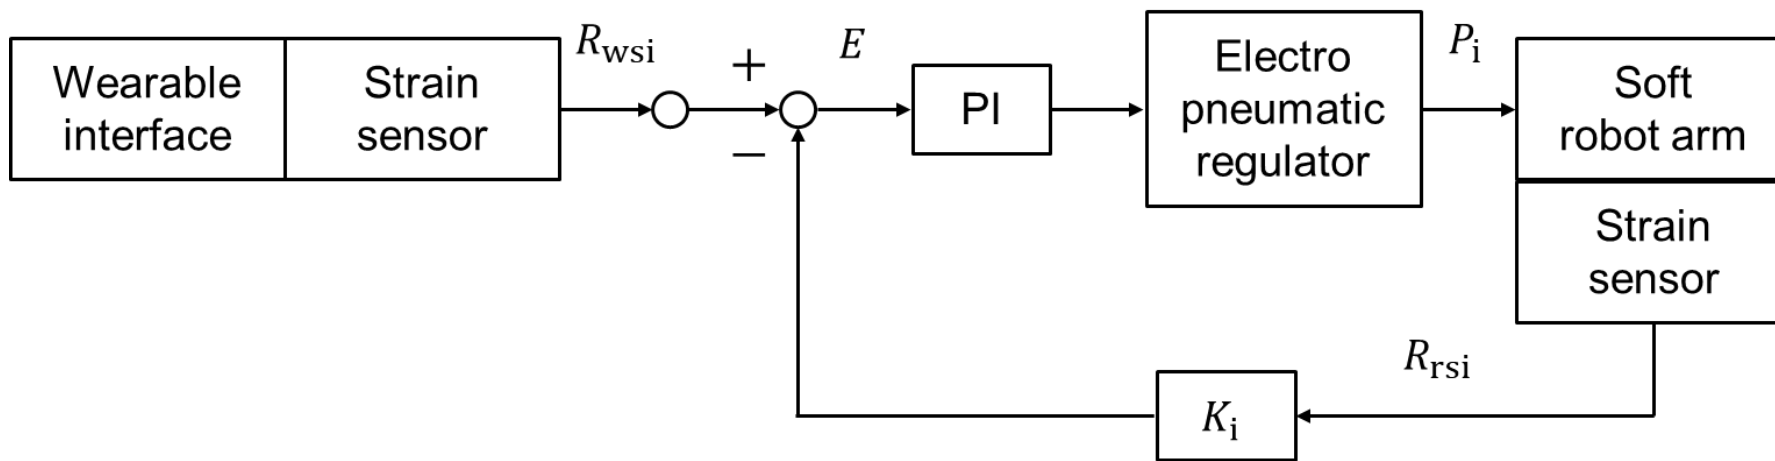 Wearable
interface
Strain
sensor
R_wsi
+
−
E
PI
Electro
pneumatic
regulator
P_i
Soft
robot arm
Strain
sensor
R_rsi
K_i